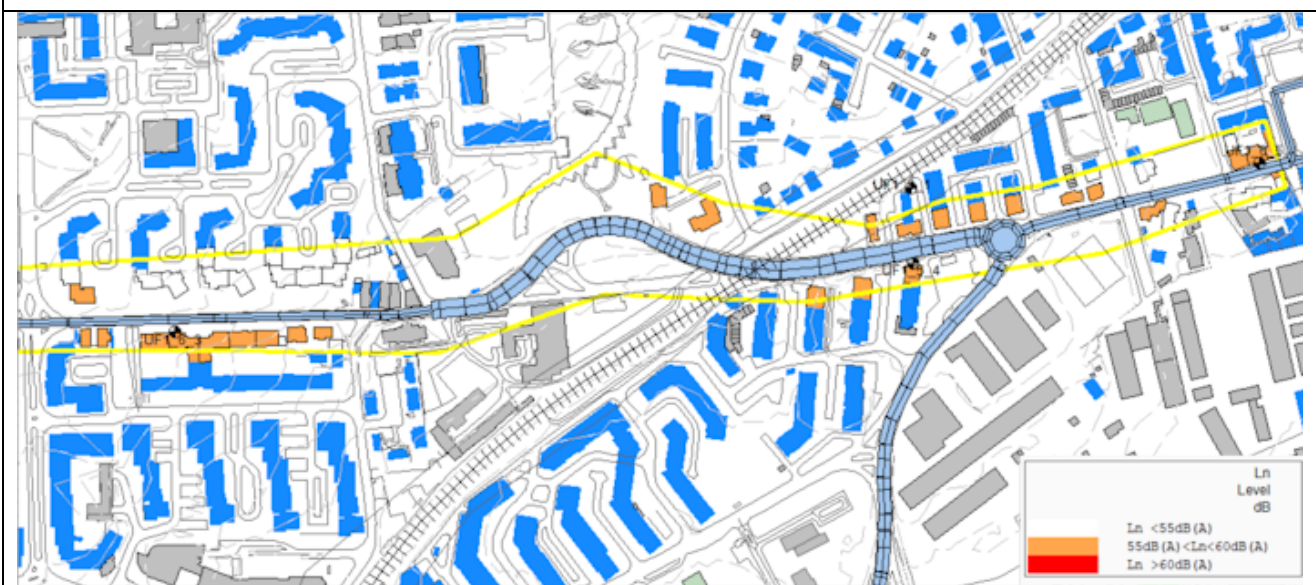 Ln
Level
dB
Ln <55dB(A)
55dB(A)<Ln<60dB(A)
Ln >60dB(A)